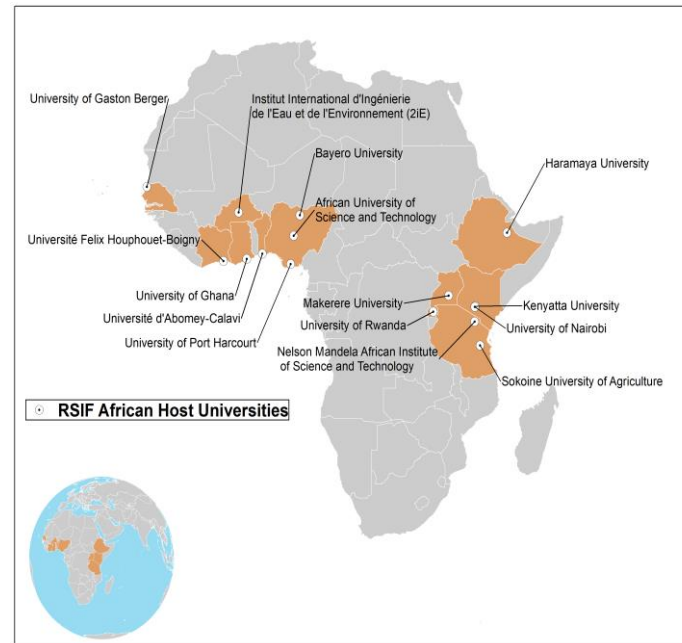 University of Gaston Berger
Institut International d'Ingénierie
de l'Eau et de l'Environnement (2iE)
Bayero University
Haramaya University
African University of
Science and Technology
Université Felix Houphouet-Boigny
University of Ghana
Université d'Abomey-Calavi
University of Port Harcourt
Makerere University
University of Rwanda
Nelson Mandela African Institute
of Science and Technology
Kenyatta University
University of Nairobi
Sokoine University of Agriculture
RSIF African Host Universities